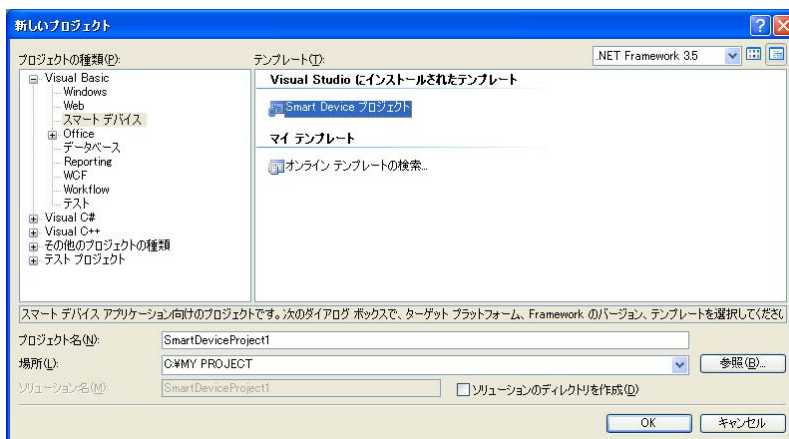 新しいプロジェクト
プロジェクトの種類(P):
テンプレート(T):
.NET Framework 3.5
Visual Basic
Windows
Web
スマート デバイス
Office
データベース
Reporting
WCF
Workflow
テスト
Visual C#
Visual C++
その他のプロジェクトの種類
テスト プロジェクト
Visual Studio にインストールされたテンプレート
Smart Device プロジェクト
マイ テンプレート
オンライン テンプレートの検索...
スマート デバイス アプリケーション向けのプロジェクトです。次のダイアログ ボックスで、ターゲット プラットフォーム、Framework のバージョン、テンプレートを選択してください
プロジェクト名(N):
SmartDeviceProject1
場所(L):
C:¥MY PROJECT
参照(B)...
ソリューション名(M):
SmartDeviceProject1
ソリューションのディレクトリを作成(D)
OK
キャンセル